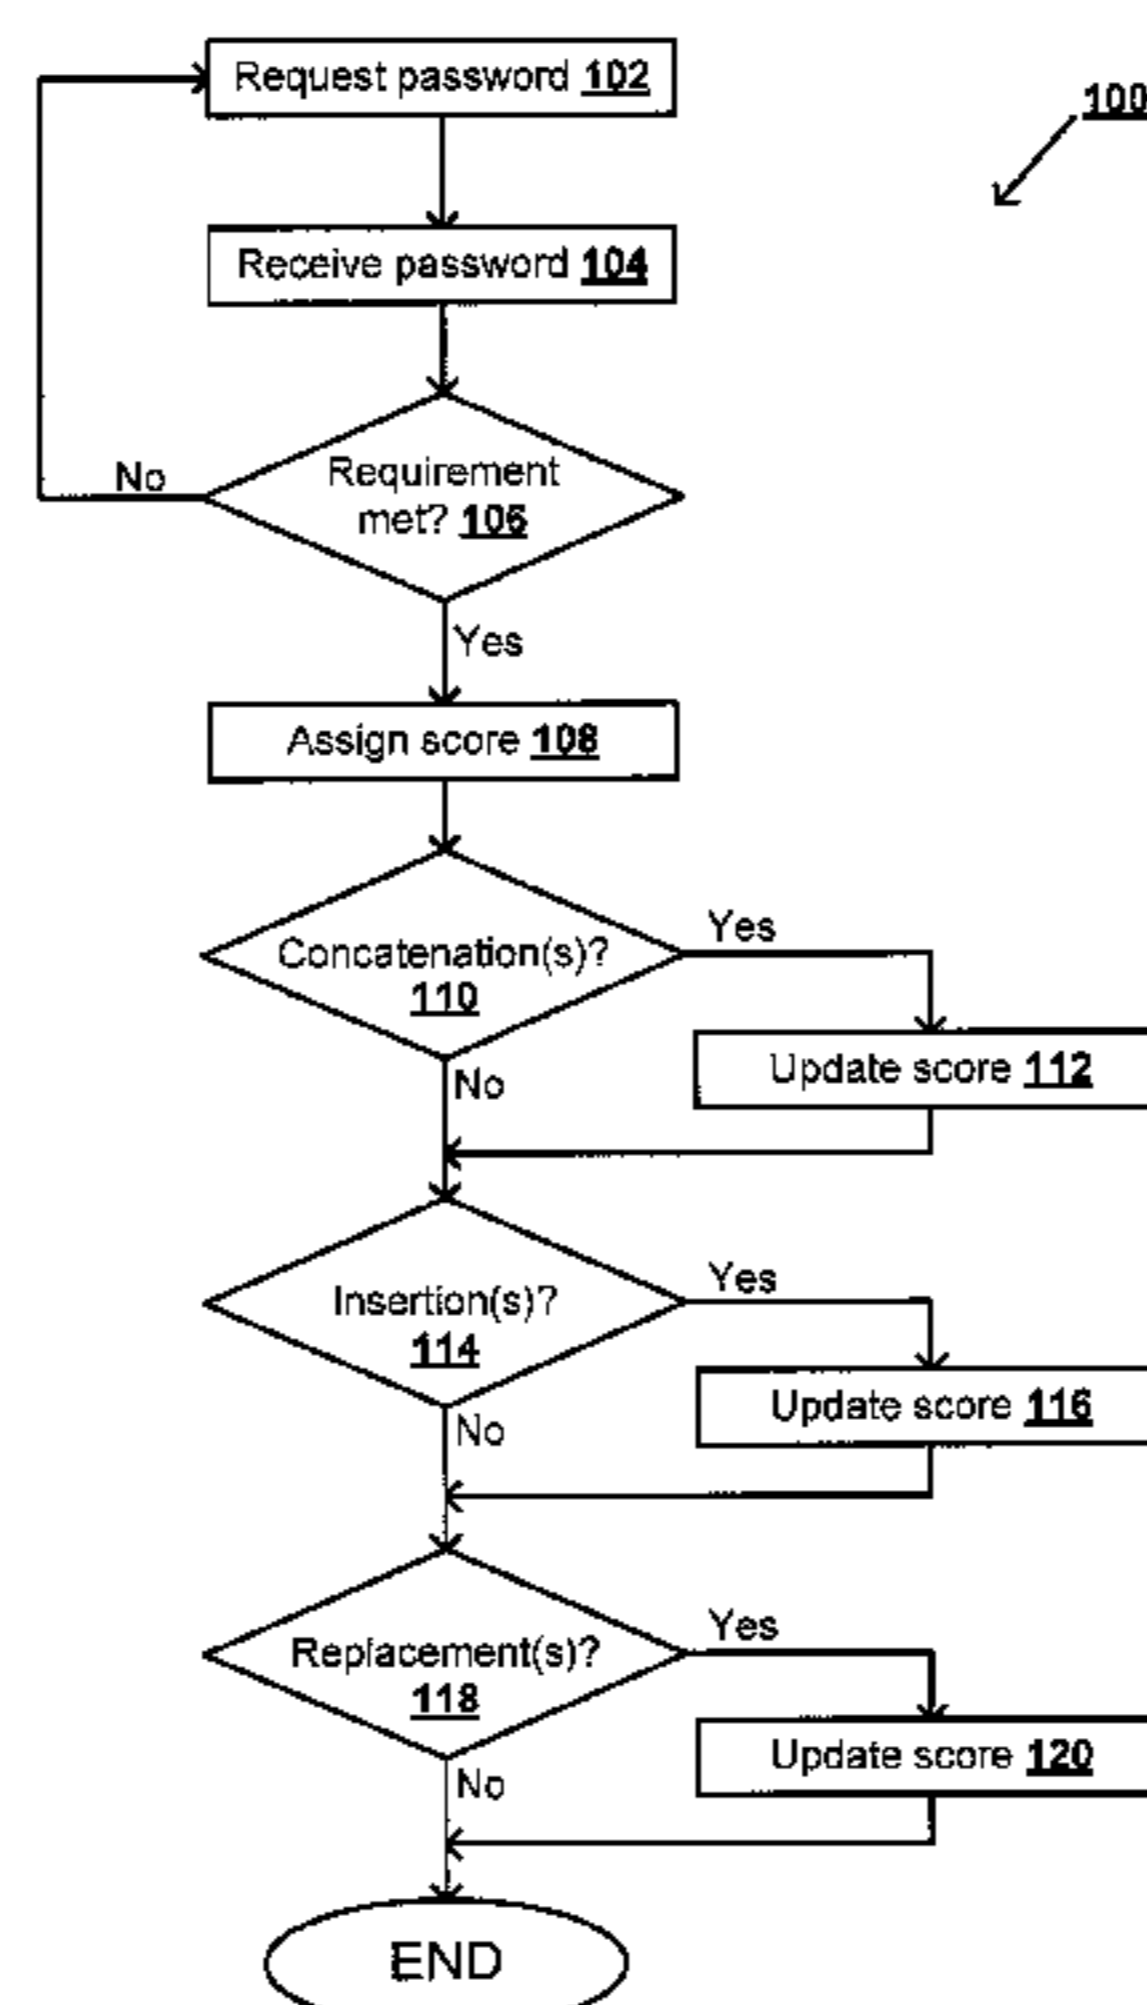 Request password 102
100
Receive password 104
No
Requirement
met? 106
Yes
Assign score 108
Concatenation(s)?
110
Yes
Update score 112
No
Insertion(s)?
114
Yes
Update score 116
No
Replacement(s)?
118
Yes
Update score 120
No
END